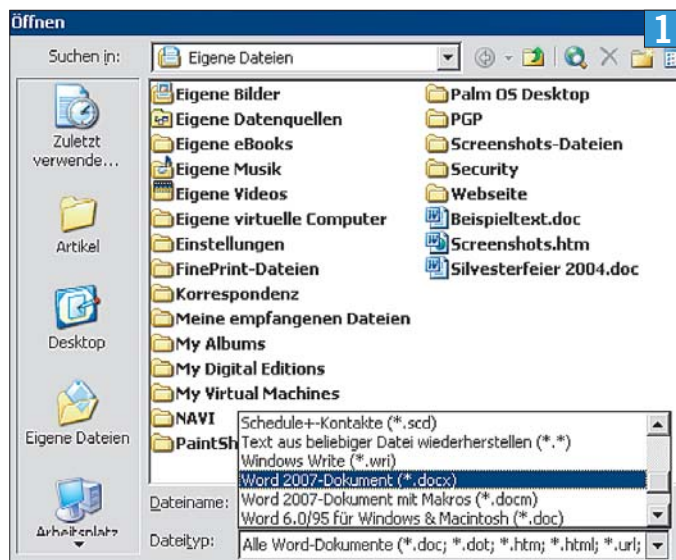 Öffnen
1
Suchen in:
Eigene Dateien
Zuletzt
verwende...
Artikel
Desktop
Eigene Dateien
Arbeitsplatz
Eigene Bilder
Eigene Datenquellen
Eigene eBooks
Eigene Musik
Eigene Videos
Eigene virtuelle Computer
Einstellungen
FinePrint-Dateien
Korrespondenz
Meine empfangenen Dateien
My Albums
My Digital Editions
My Virtual Machines
NAVI
PaintSh
Palm OS Desktop
PGP
Screenshots-Dateien
Security
Webseite
Beispieltext.doc
Screenshots.htm
Silvesterfeier 2004.doc
Schedule+-Kontakte (*.scd)
Text aus beliebiger Datei wiederherstellen (*.*)
Windows Write (*.wri)
Word 2007-Dokument (*.docx)
Word 2007-Dokument mit Makros (*.docm)
Word 6.0/95 für Windows & Macintosh (*.doc)
Dateiname:
Dateityp:
Alle Word-Dokumente (*.doc; *.dot; *.htm; *.html; *.url;